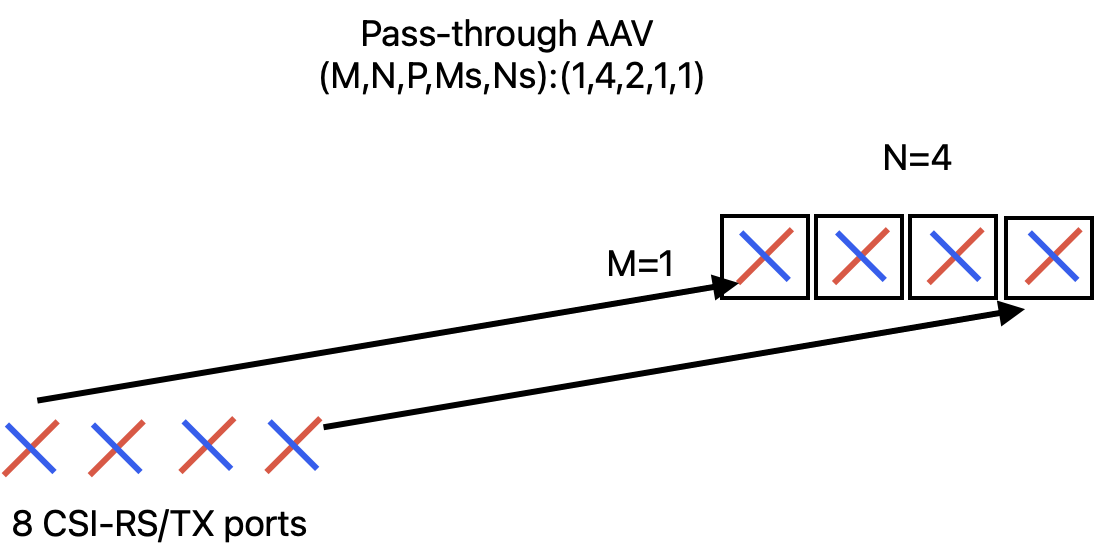 Pass-through AAV
(M,N,P,Ms,Ns):(1,4,2,1,1)
N=4
M=1
8 CSI-RS/TX ports